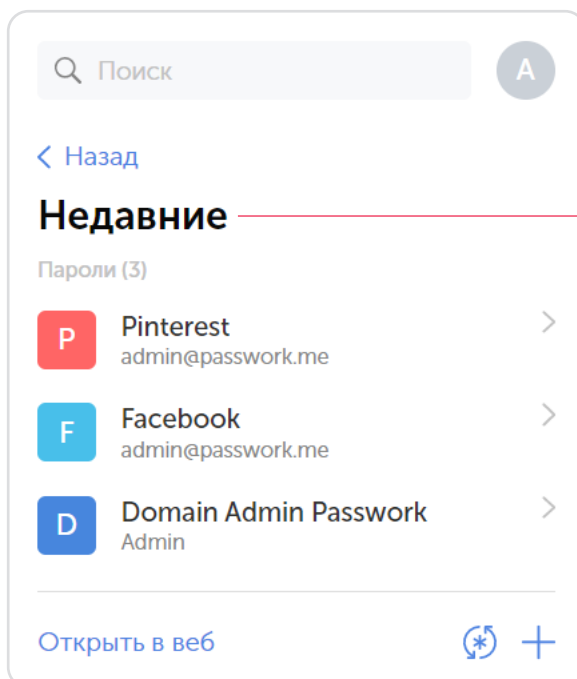 Поиск
A
Назад
Недавние
Пароли (3)
P
Pinterest
admin@passwork.me
F
Facebook
admin@passwork.me
D
Domain Admin Passwork
Admin
Открыть в веб